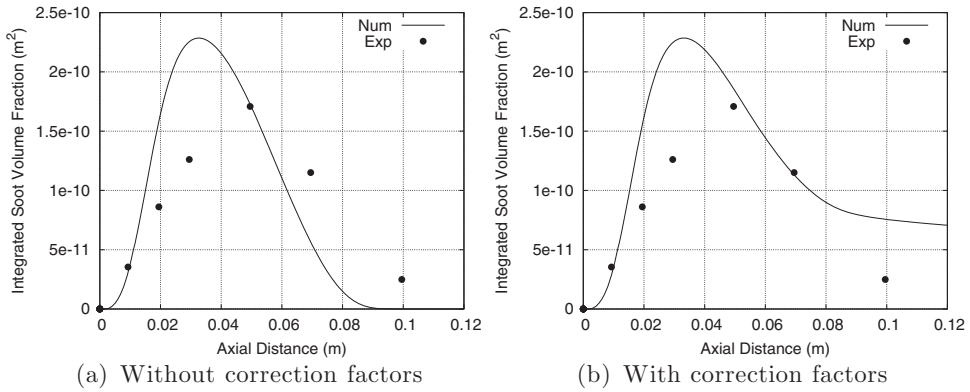 2.5e-10
2e-10
1.5e-10
1e-10
5e-11
0
Integrated Soot Volume Fraction (m²)
Num
Exp
0 0.02 0.04 0.06 0.08 0.1 0.12
Axial Distance (m)
(a) Without correction factors
2.5e-10
2e-10
1.5e-10
1e-10
5e-11
0
Integrated Soot Volume Fraction (m²)
Num
Exp
0 0.02 0.04 0.06 0.08 0.1 0.12
Axial Distance (m)
(b) With correction factors